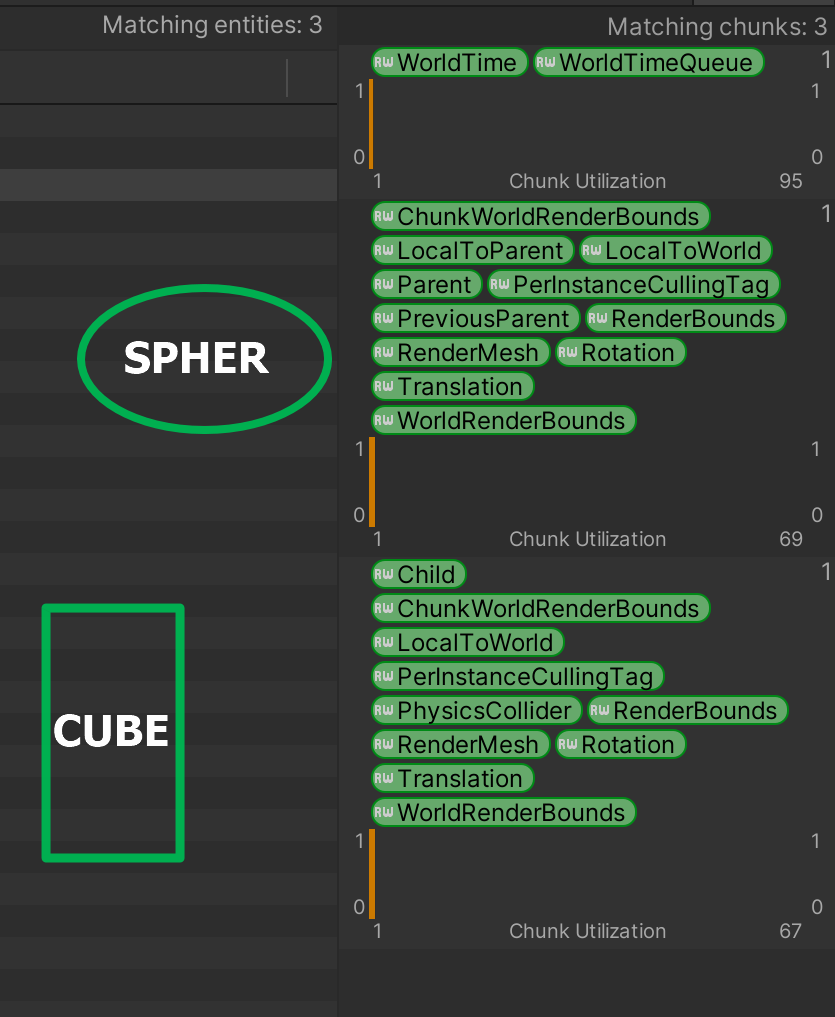 Matching entities: 3
Matching chunks: 3
RW WorldTime RW WorldTimeQueue 1
1 1
0 0
1 Chunk Utilization 95
RW ChunkWorldRenderBounds 1
RW LocalToParent RW LocalToWorld
RW Parent RW PerInstanceCullingTag
RW PreviousParent RW RenderBounds
SPHER
RW RenderMesh RW Rotation
RW Translation
RW WorldRenderBounds
1 1
0 0
1 Chunk Utilization 69
RW Child 1
RW ChunkWorldRenderBounds
RW LocalToWorld
RW PerInstanceCullingTag
RW PhysicsCollider RW RenderBounds
CUBE
RW RenderMesh RW Rotation
RW Translation
RW WorldRenderBounds
1 1
0 0
1 Chunk Utilization 67